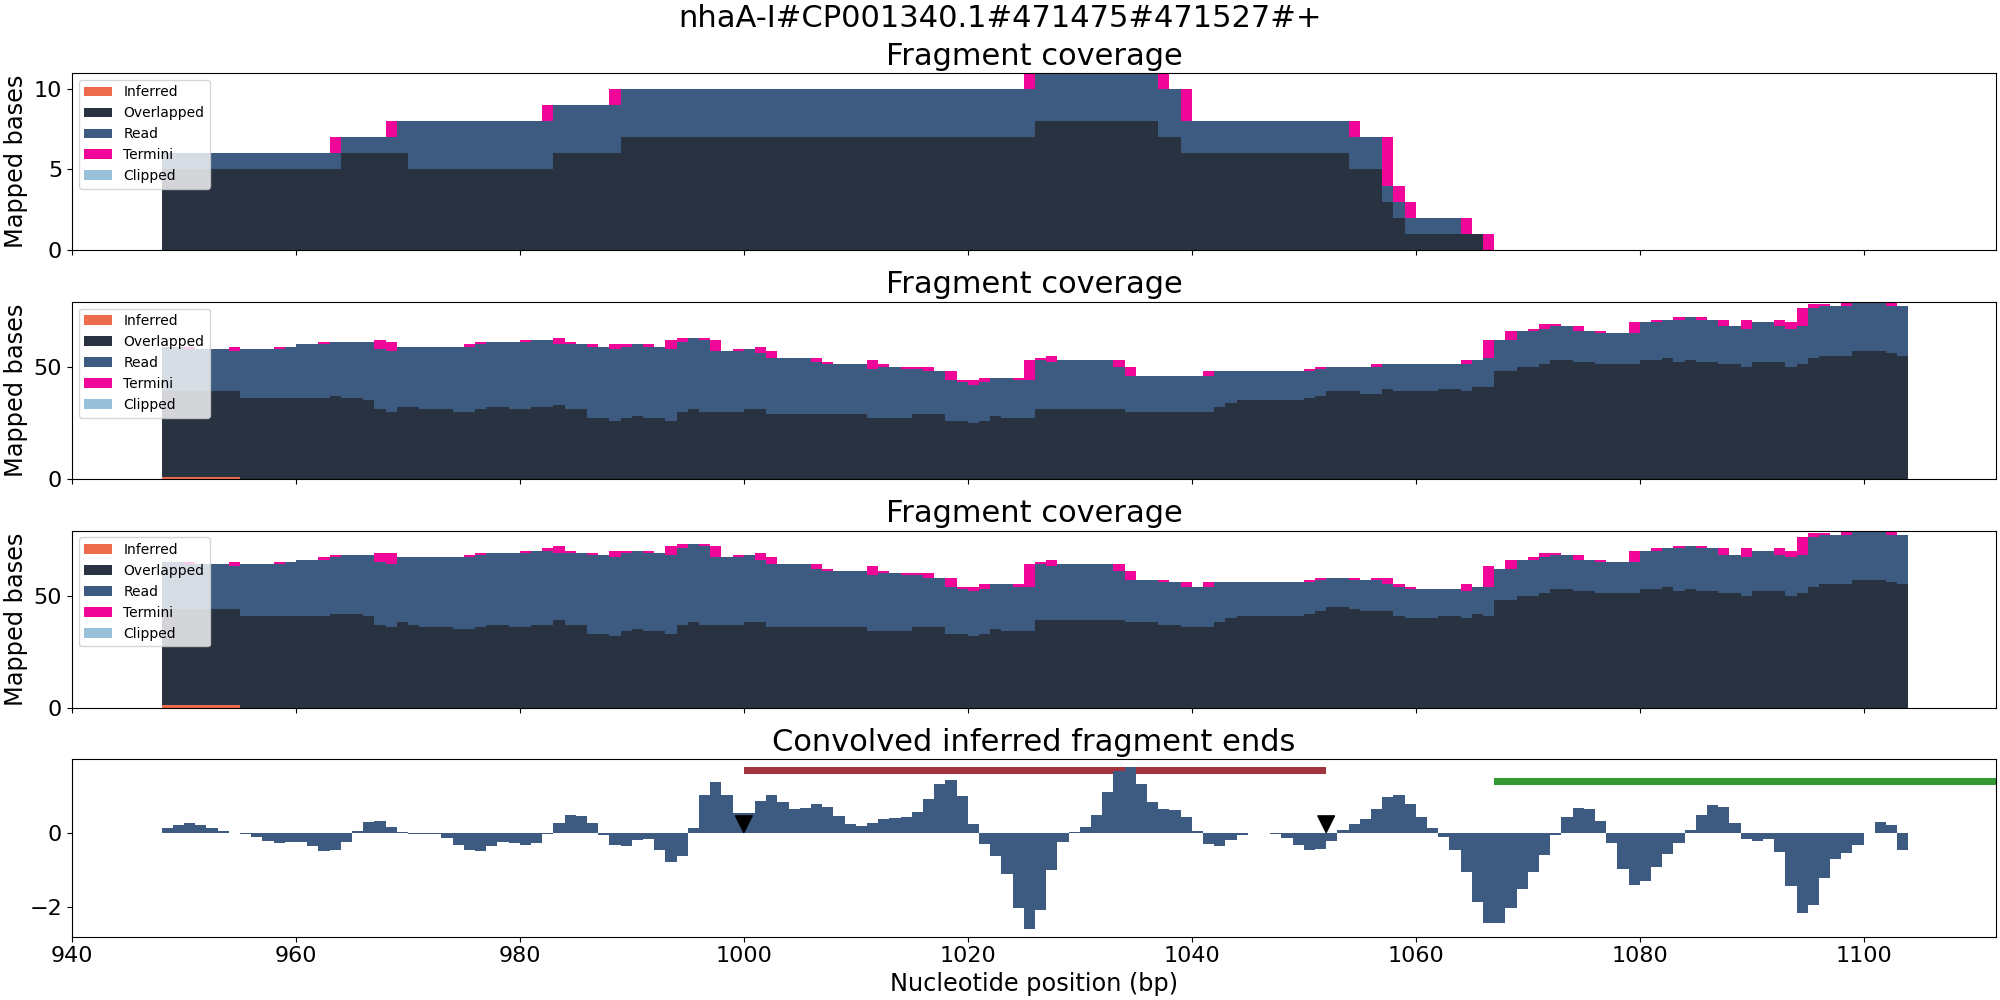 nhaA-I#CP001340.1#471475#471527#+
Fragment coverage
Mapped bases
10
5
0
Inferred
Overlapped
Read
Termini
Clipped
Fragment coverage
Mapped bases
50
0
Inferred
Overlapped
Read
Termini
Clipped
Fragment coverage
Mapped bases
50
0
Inferred
Overlapped
Read
Termini
Clipped
Convolved inferred fragment ends
0
−2
940 960 980 1000 1020 1040 1060 1080 1100
Nucleotide position (bp)